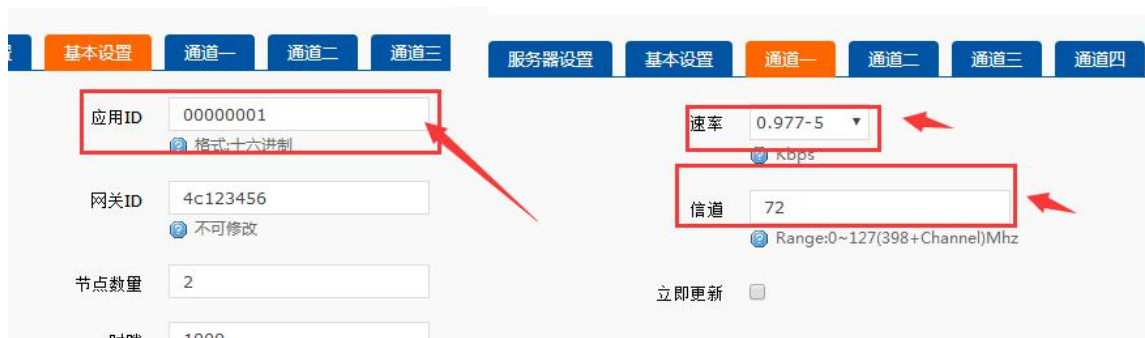 基本设置 通道一 通道二 通道三
应用ID 00000001
格式:十六进制
网关ID 4c123456
不可修改
节点数量 2
服务器设置 基本设置 通道一 通道二 通道三 通道四
速率 0.977-5
Kbps
信道 72
Range:0~127(398+Channel)Mhz
立即更新